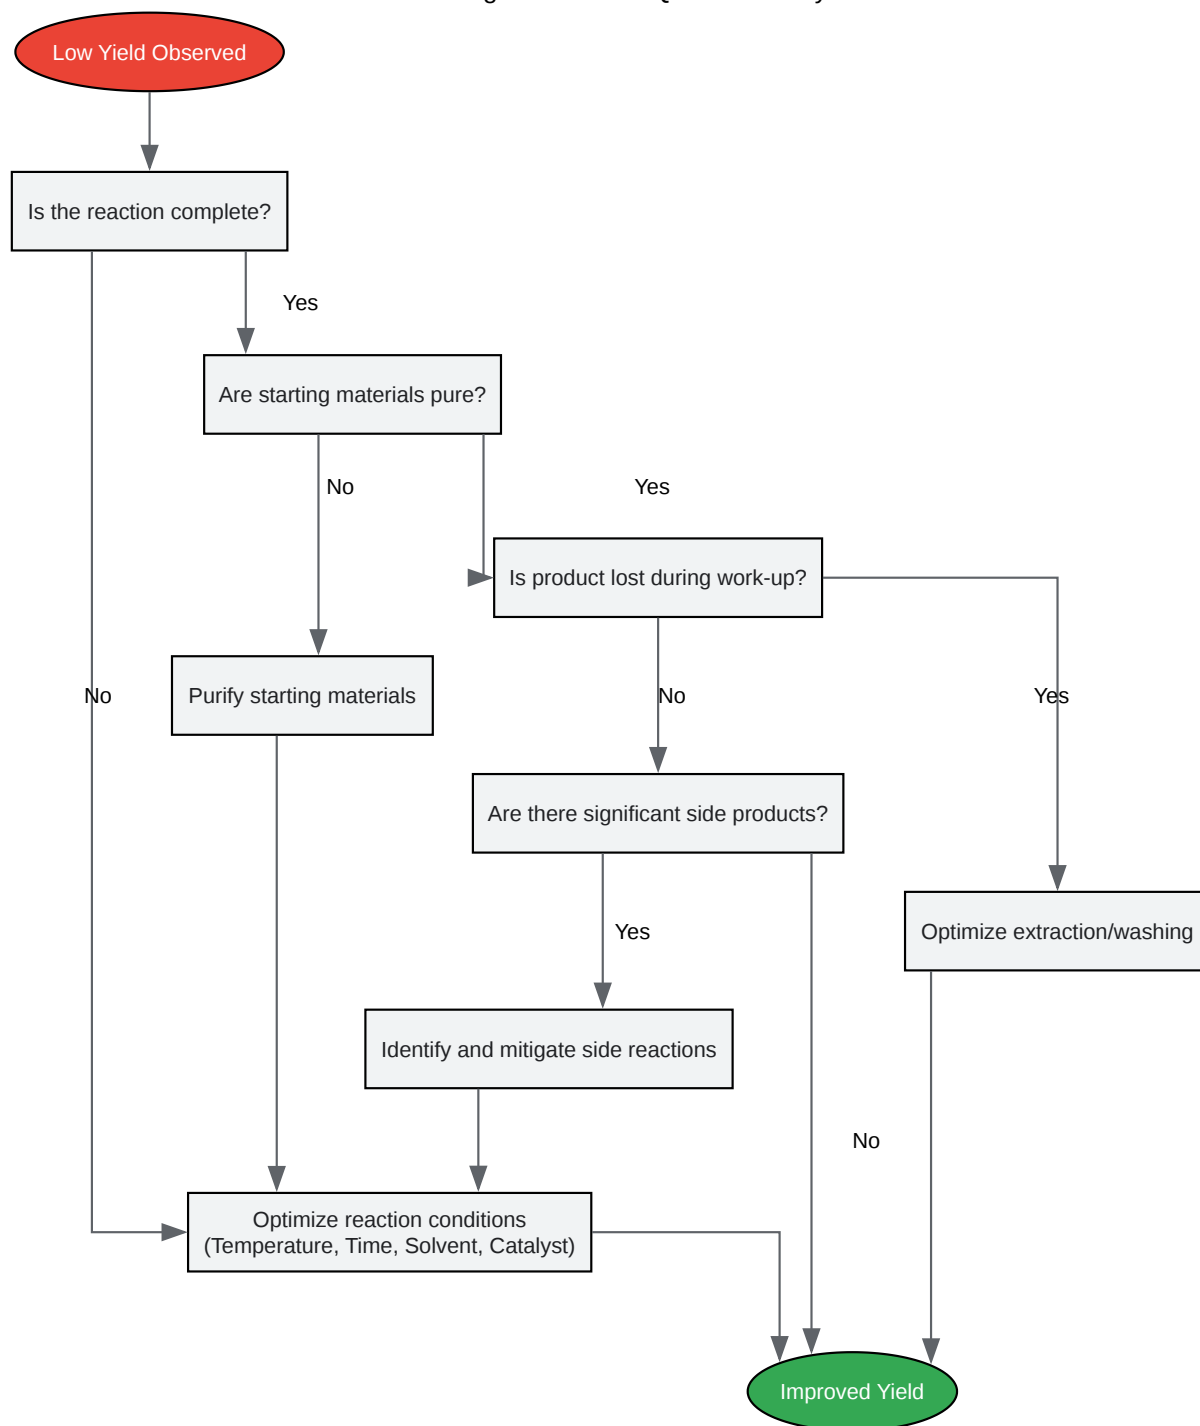 Low Yield Observed
Is the reaction complete?
Yes
Are starting materials pure?
No
Yes
Is product lost during work-up?
No
Purify starting materials
No
Yes
Are there significant side products?
Yes
Optimize extraction/washing
Identify and mitigate side reactions
No
Optimize reaction conditions
(Temperature, Time, Solvent, Catalyst)
Improved Yield